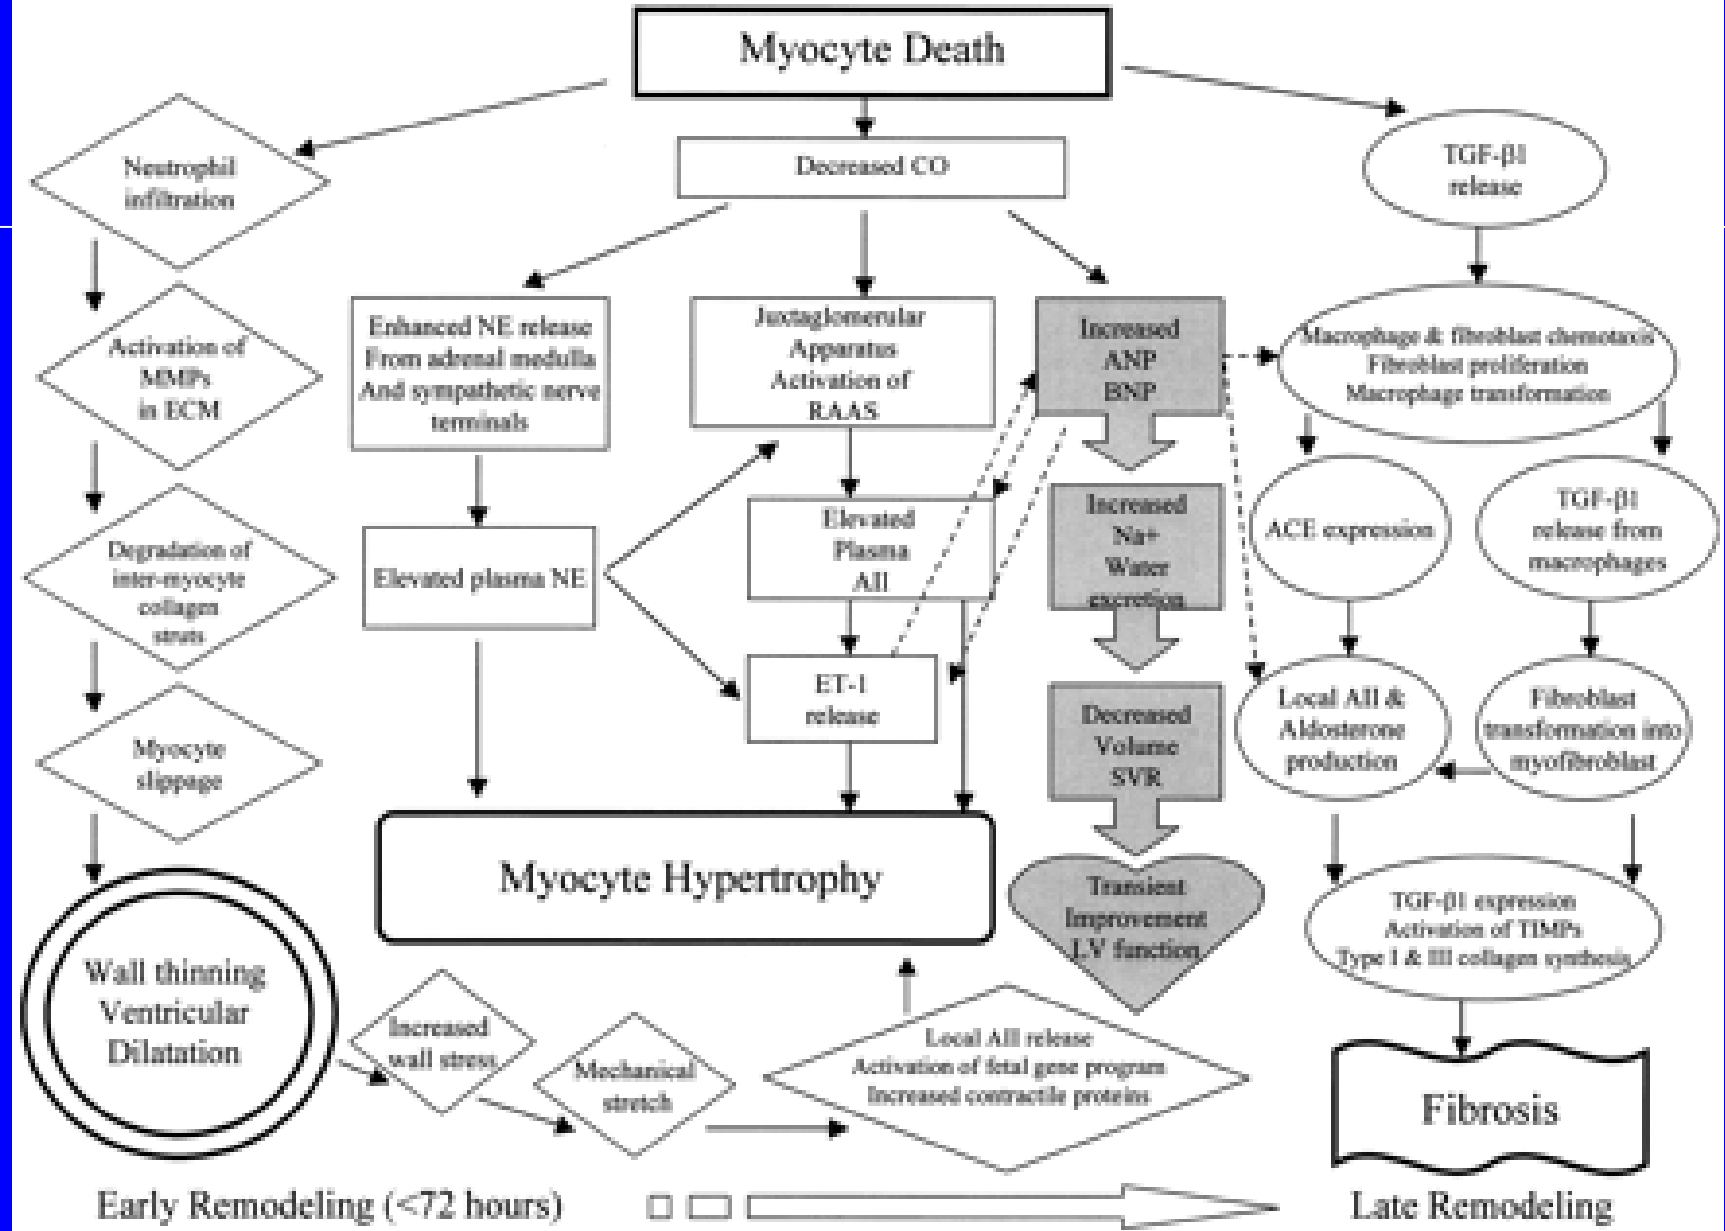 Myocyte Death
Neutrophil
infiltration
Activation of
MMPs
in ECM
Degradation of
inter-myocyte
collagen
struts
Myocyte
slippage
Wall thinning
Ventricular
Dilatation
Increased
wall stress
Mechanical
stretch
Local AII release
Activation of fetal gene program
Increased contractile proteins
Decreased CO
Enhanced NE release
From adrenal medulla
And sympathetic nerve
terminals
Elevated plasma NE
Juxtaglomerular
Apparatus
Activation of
RAAS
Elevated
Plasma
AII
ET-1
release
Myocyte Hypertrophy
Increased
ANP
BNP
Increased
Na+
Water
excretion
Decreased
Volume
SVR
Transient
Improvement
LV function
TGF-β1
release
Macrophage & fibroblast chemotaxis
Fibroblast proliferation
Macrophage transformation
ACE expression
TGF-β1
release from
macrophages
Local AII &
Aldosterone
production
Fibroblast
transformation into
myofibroblast
TGF-β1 expression
Activation of TIMPs
Type I & III collagen synthesis
Fibrosis
Early Remodeling (<72 hours)
Late Remodeling